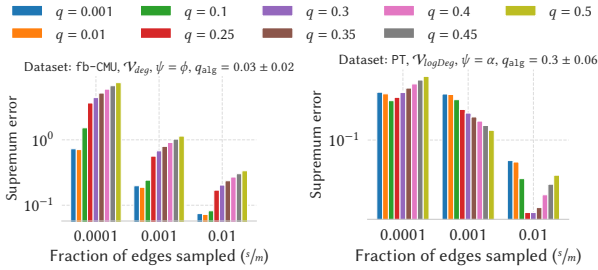 q = 0.001 q = 0.1 q = 0.3 q = 0.4 q = 0.5
q = 0.01 q = 0.25 q = 0.35 q = 0.45
Dataset: fb-CMU, 𝒱_deg, ψ = ϕ, q_alg = 0.03 ± 0.02
Supremum error
10⁰
10⁻¹
0.0001 0.001 0.01
Fraction of edges sampled (s/m)
Dataset: PT, 𝒱_logDeg, ψ = α, q_alg = 0.3 ± 0.06
Supremum error
10⁻¹
0.0001 0.001 0.01
Fraction of edges sampled (s/m)